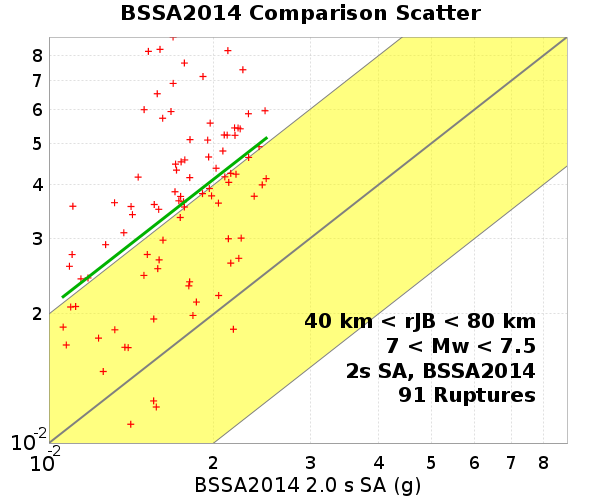 BSSA2014 Comparison Scatter
8
7
6
5
4
3
2
10-2
40 km < rJB < 80 km
7 < Mw < 7.5
2s SA, BSSA2014
91 Ruptures
10-2 2 3 4 5 6 7 8
BSSA2014 2.0 s SA (g)